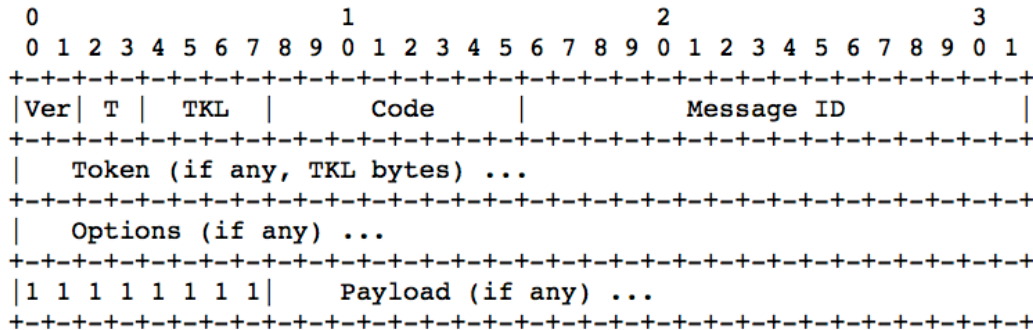 0                   1                   2                   3
 0 1 2 3 4 5 6 7 8 9 0 1 2 3 4 5 6 7 8 9 0 1 2 3 4 5 6 7 8 9 0 1
+-+-+-+-+-+-+-+-+-+-+-+-+-+-+-+-+-+-+-+-+-+-+-+-+-+-+-+-+-+-+-+-+
|Ver| T |  TKL  |      Code     |          Message ID           |
+-+-+-+-+-+-+-+-+-+-+-+-+-+-+-+-+-+-+-+-+-+-+-+-+-+-+-+-+-+-+-+-+
|   Token (if any, TKL bytes) ...
+-+-+-+-+-+-+-+-+-+-+-+-+-+-+-+-+-+-+-+-+-+-+-+-+-+-+-+-+-+-+-+-+
|   Options (if any) ...
+-+-+-+-+-+-+-+-+-+-+-+-+-+-+-+-+-+-+-+-+-+-+-+-+-+-+-+-+-+-+-+-+
|1 1 1 1 1 1 1 1|    Payload (if any) ...
+-+-+-+-+-+-+-+-+-+-+-+-+-+-+-+-+-+-+-+-+-+-+-+-+-+-+-+-+-+-+-+-+